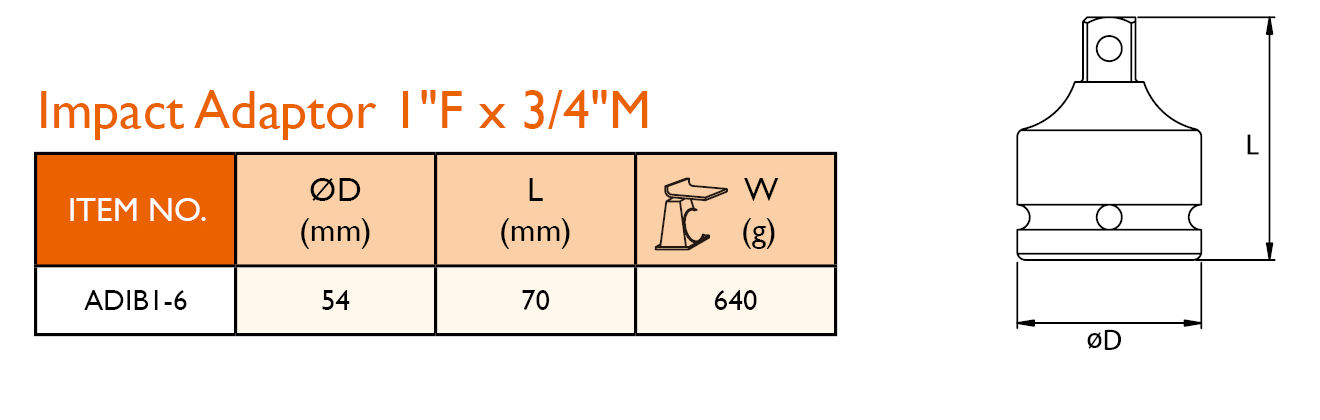 Impact Adaptor 1"F x 3/4"M
ITEM NO. ØD (mm) L (mm) W (g)
ADIB1-6 54 70 640
L
øD